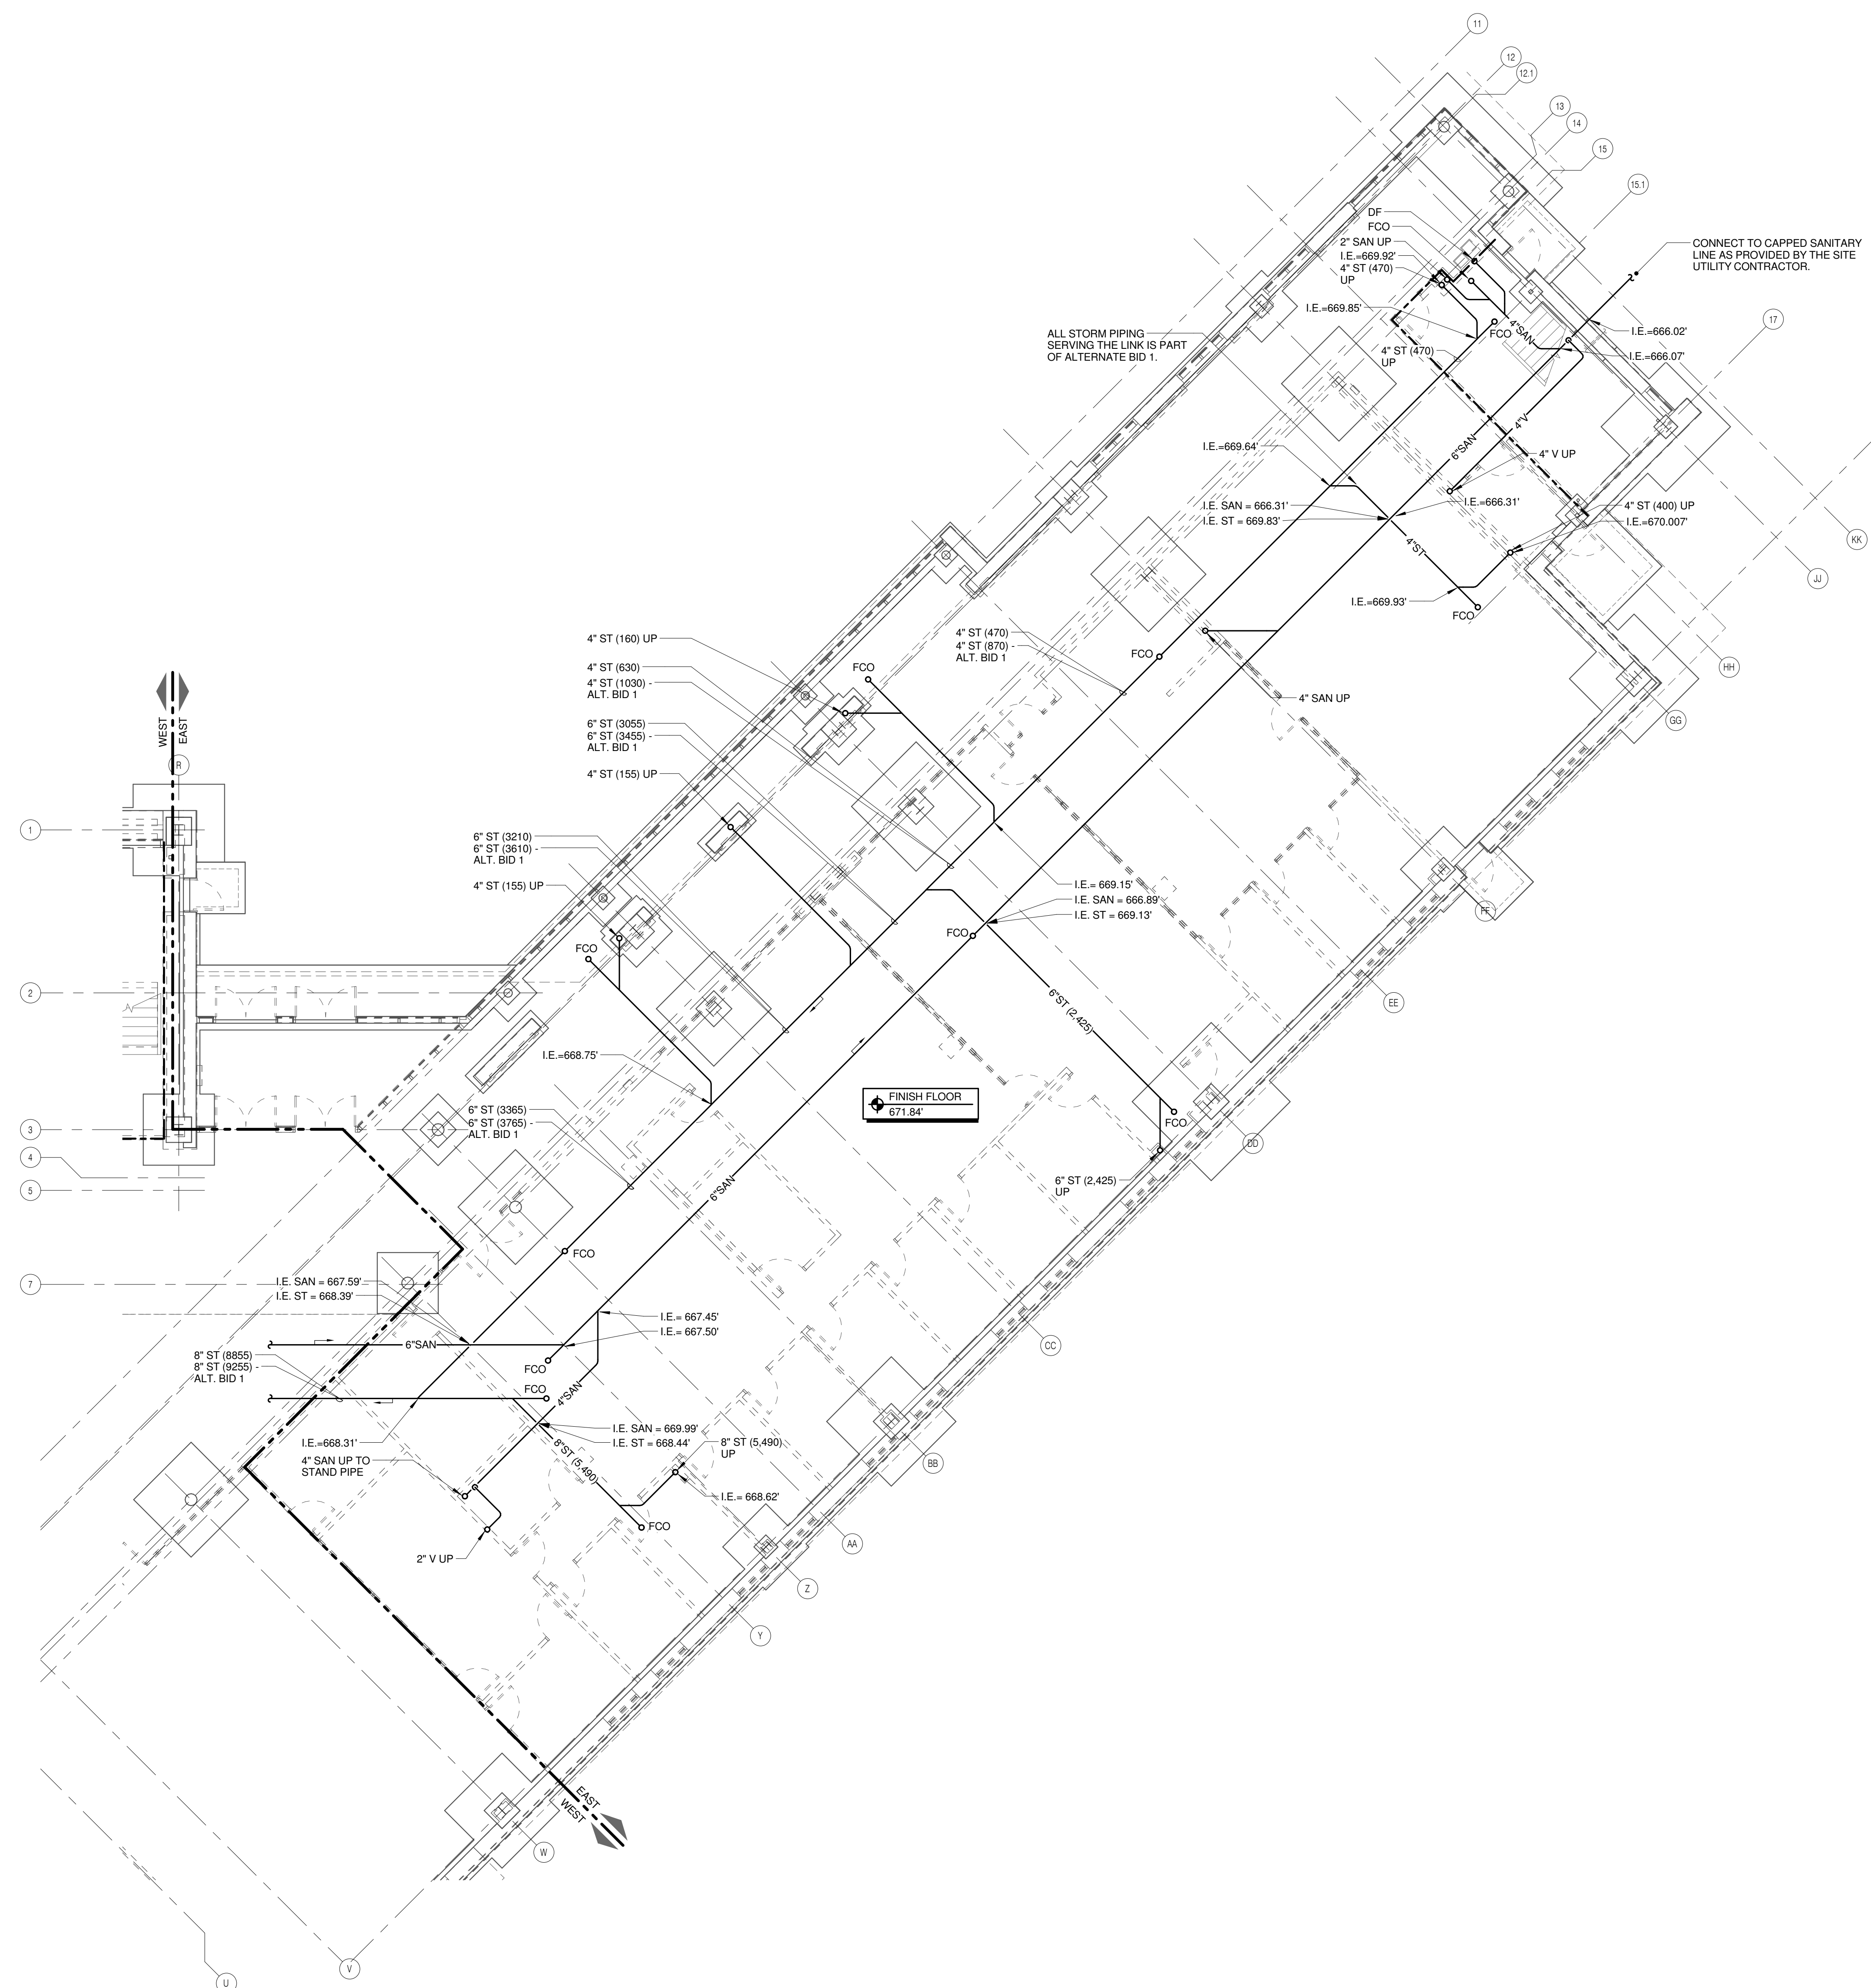 11
12
12.1
13
14
15
15.1
17
DF
FCO
2" SAN UP
I.E.=669.92'
4" ST (470)
UP
I.E.=669.85'
CONNECT TO CAPPED SANITARY
LINE AS PROVIDED BY THE SITE
UTILITY CONTRACTOR.
I.E.=666.02'
I.E.=666.07'
FCO
4"SAN
ALL STORM PIPING
SERVING THE LINK IS PART
OF ALTERNATE BID 1.
4" ST (470)
UP
4"V
6"SAN
I.E.=669.64'
4" V UP
I.E. SAN = 666.31'
I.E. ST = 669.83'
I.E.=666.31'
4" ST (400) UP
I.E.=670.007'
4"ST
I.E.=669.93'
FCO
KK
JJ
HH
GG
4" ST (160) UP
4" ST (630)
4" ST (1030) -
ALT. BID 1
6" ST (3055)
6" ST (3455) -
ALT. BID 1
4" ST (155) UP
FCO
4" ST (470)
4" ST (870) -
ALT. BID 1
FCO
4" SAN UP
WEST
EAST
R
1
2
3
4
5
7
6" ST (3210)
6" ST (3610) -
ALT. BID 1
4" ST (155) UP
FCO
I.E.= 669.15'
I.E. SAN = 666.89'
I.E. ST = 669.13'
FCO
FF
EE
6"ST (2,425)
I.E.=668.75'
FINISH FLOOR
671.84'
6" ST (3365)
6" ST (3765) -
ALT. BID 1
FCO
DD
6" ST (2,425)
UP
6"SAN
FCO
I.E. SAN = 667.59'
I.E. ST = 668.39'
I.E.= 667.45'
I.E.= 667.50'
6"SAN
8" ST (8855)
8" ST (9255) -
ALT. BID 1
FCO
FCO
4"SAN
CC
I.E.=668.31'
I.E. SAN = 669.99'
I.E. ST = 668.44'
4" SAN UP TO
STAND PIPE
8"ST (5,490)
8" ST (5,490)
UP
I.E.= 668.62'
FCO
2" V UP
BB
AA
Z
Y
EAST
WEST
W
V
U